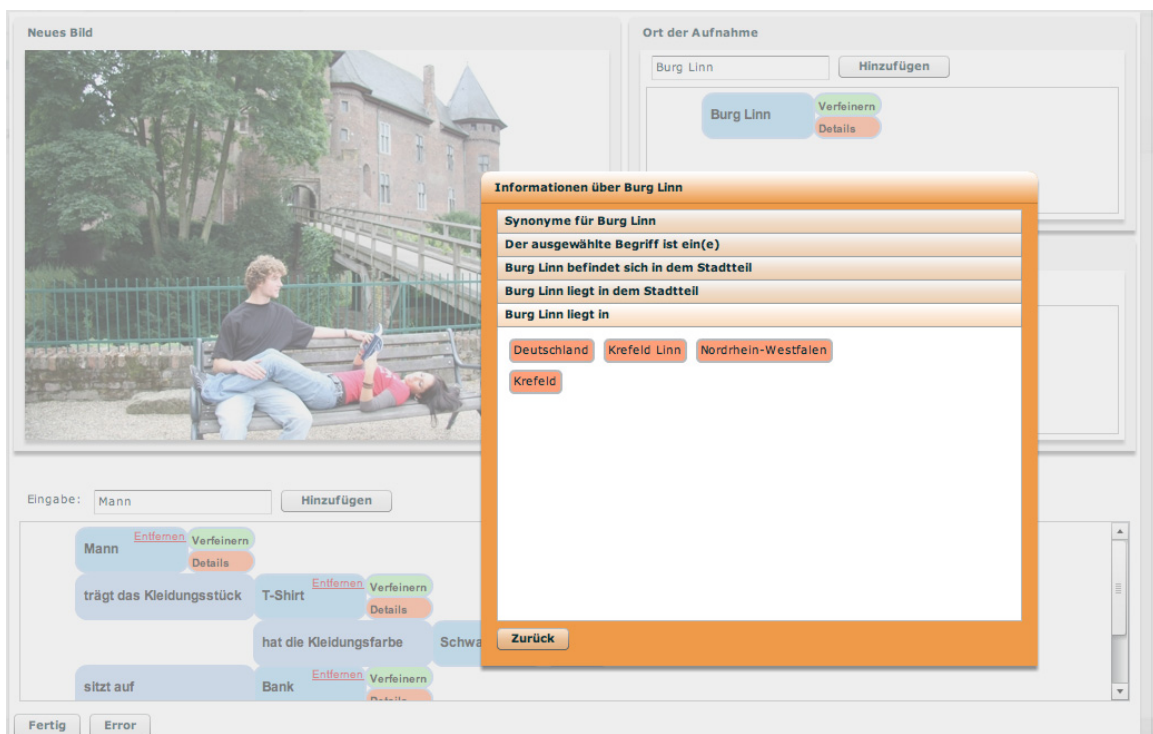 Neues Bild
Ort der Aufnahme
Burg Linn
Hinzufügen
Burg Linn
Verfeinern
Details
Informationen über Burg Linn
Synonyme für Burg Linn
Der ausgewählte Begriff ist ein(e)
Burg Linn befindet sich in dem Stadtteil
Burg Linn liegt in dem Stadtteil
Burg Linn liegt in
Deutschland Krefeld Linn Nordrhein-Westfalen
Krefeld
Zurück
Eingabe: Mann Hinzufügen
Mann Entfernen Verfeinern
Details
trägt das Kleidungsstück T-Shirt Entfernen Verfeinern
Details
hat die Kleidungsfarbe Schwa
sitzt auf Bank Entfernen Verfeinern
Details
Fertig Error